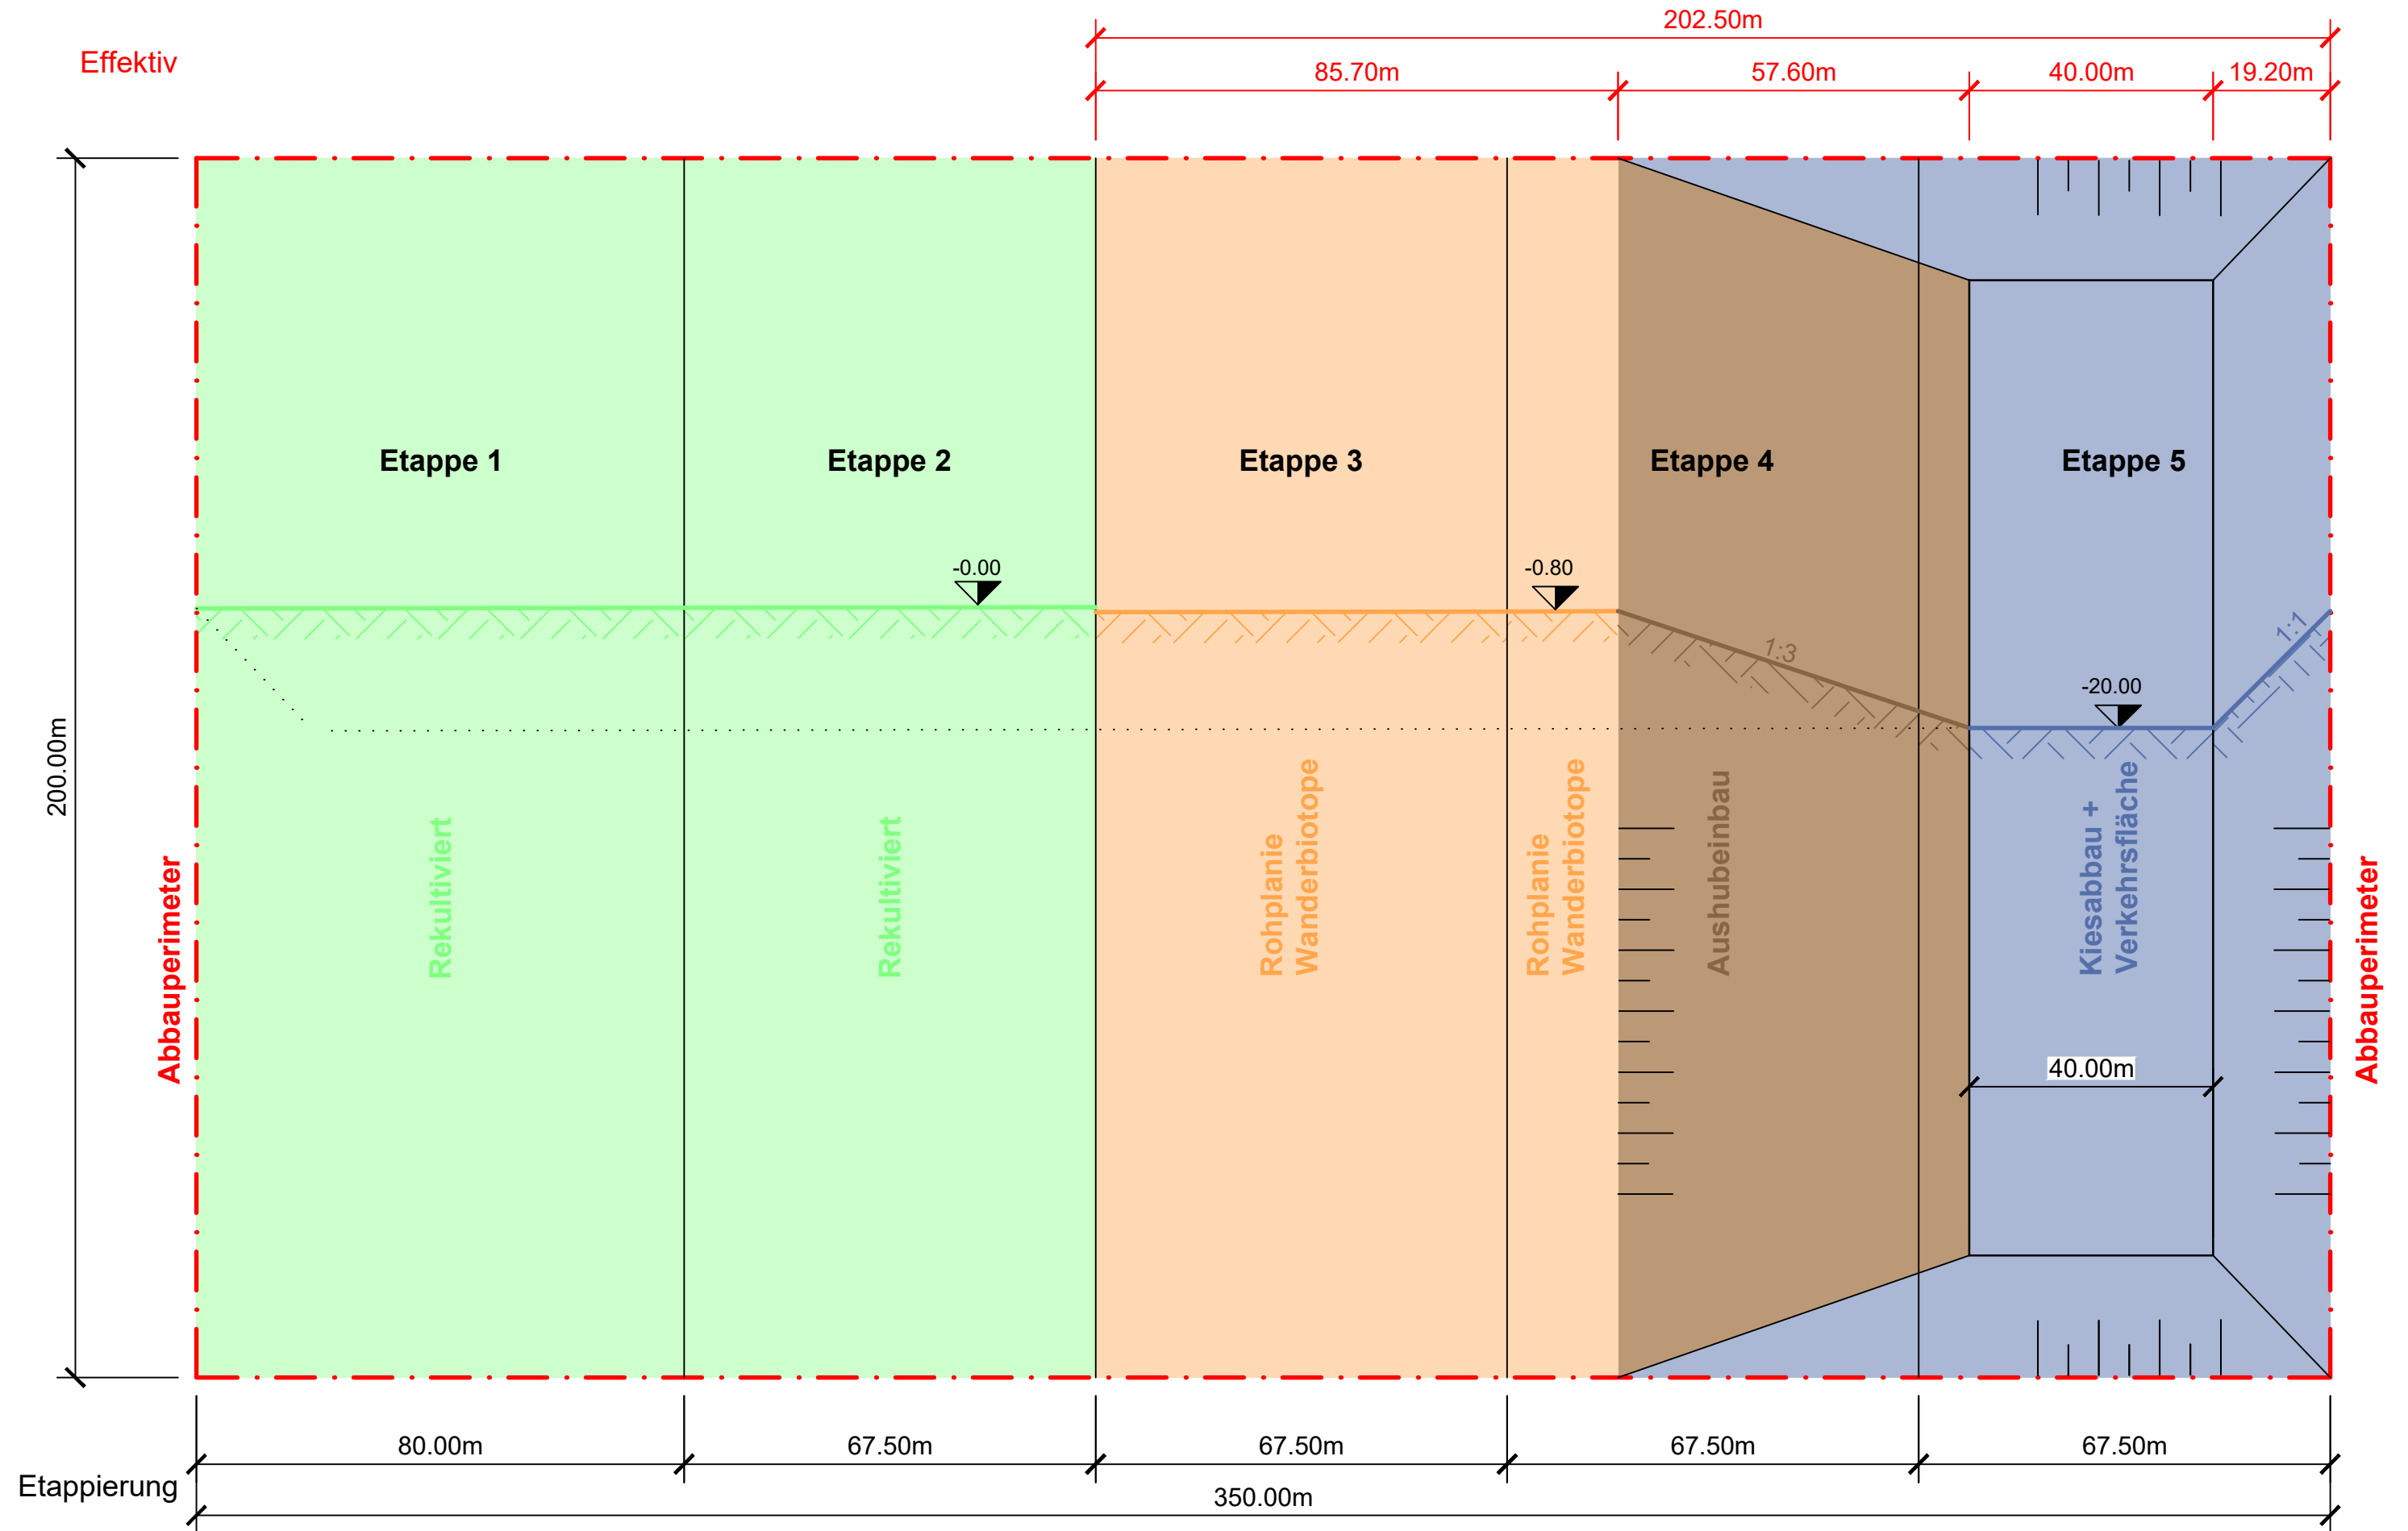 202.50m
Effektiv
85.70m
57.60m
40.00m
19.20m
Etappe 1
Etappe 2
Etappe 3
Etappe 4
Etappe 5
-0.00
-0.80
1:3
1:1
-20.00
200.00m
Abbauperimeter
Rekultiviert
Rekultiviert
Rohplanie
Wanderbiotope
Rohplanie
Wanderbiotope
Aushubeinbau
Kiesabbau +
Verkehrsfläche
Abbauperimeter
40.00m
80.00m
67.50m
67.50m
67.50m
67.50m
Etappierung
350.00m